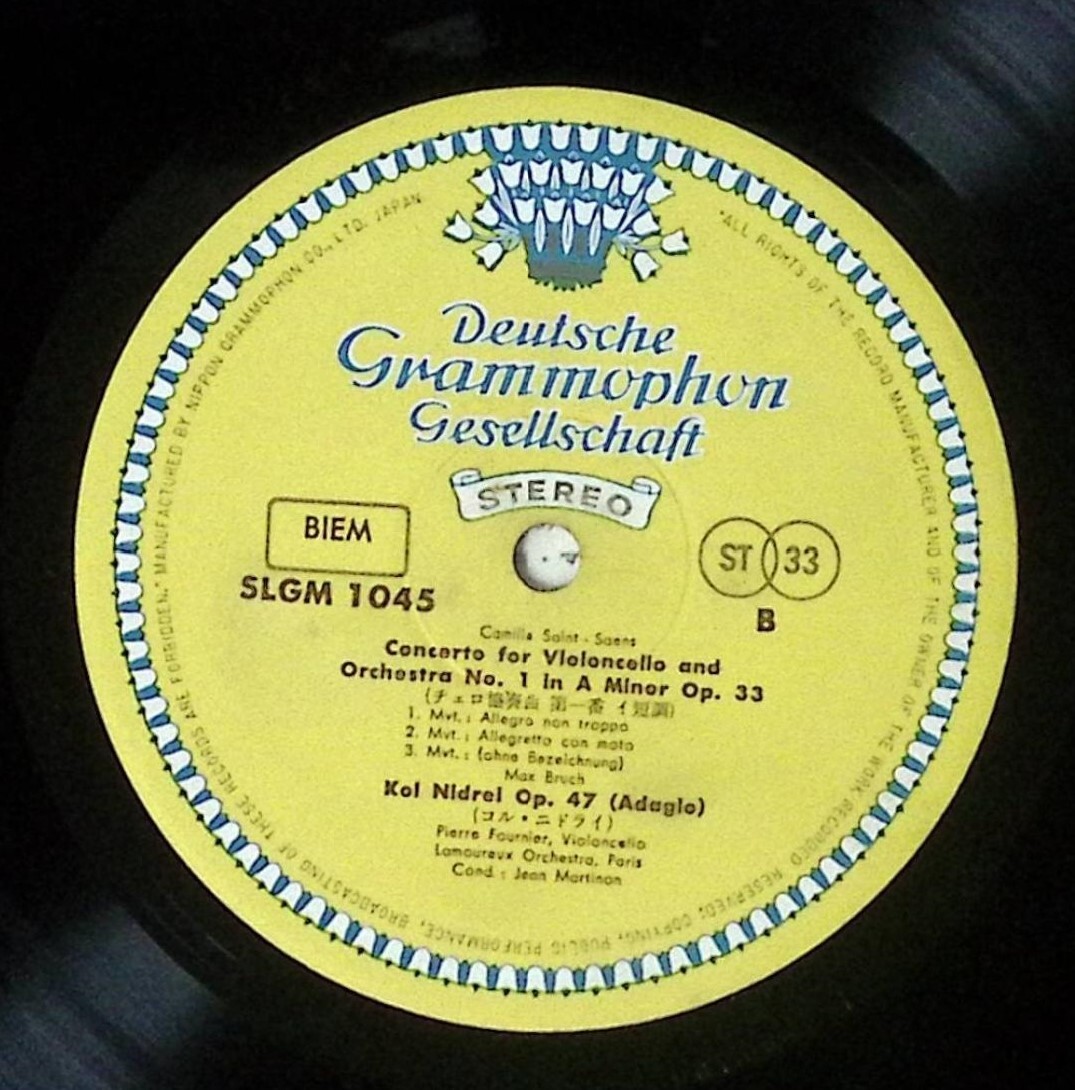 "ALL RIGHTS OF THE RECORD MANUFACTURER AND OF THE OWNER OF THE WORK RECORDED RESERVED; COPYING, PUBLIC PERFORMANCE, BROADCASTING OF THESE RECORDS ARE FORBIDDEN." MANUFACTURED BY NIPPON GRAMMOPHON CO., LTD. JAPAN
Deutsche
Grammophon
Gesellschaft
STEREO
BIEM
ST 33
SLGM 1045
B
Camille Saint-Saens
Concerto for Violoncello and
Orchestra No. 1 in A Minor Op. 33
(チェロ協奏曲 第一番 イ短調)
1. Mvt.: Allegro non troppo
2. Mvt.: Allegretto con moto
3. Mvt.: (ohne Bezeichnung)
Max Bruch
Kol Nidrei Op. 47 (Adagio)
(コル・ニドライ)
Pierre Fournier, Violoncello
Lamoureux Orchestra, Paris
Cond.: Jean Martinon